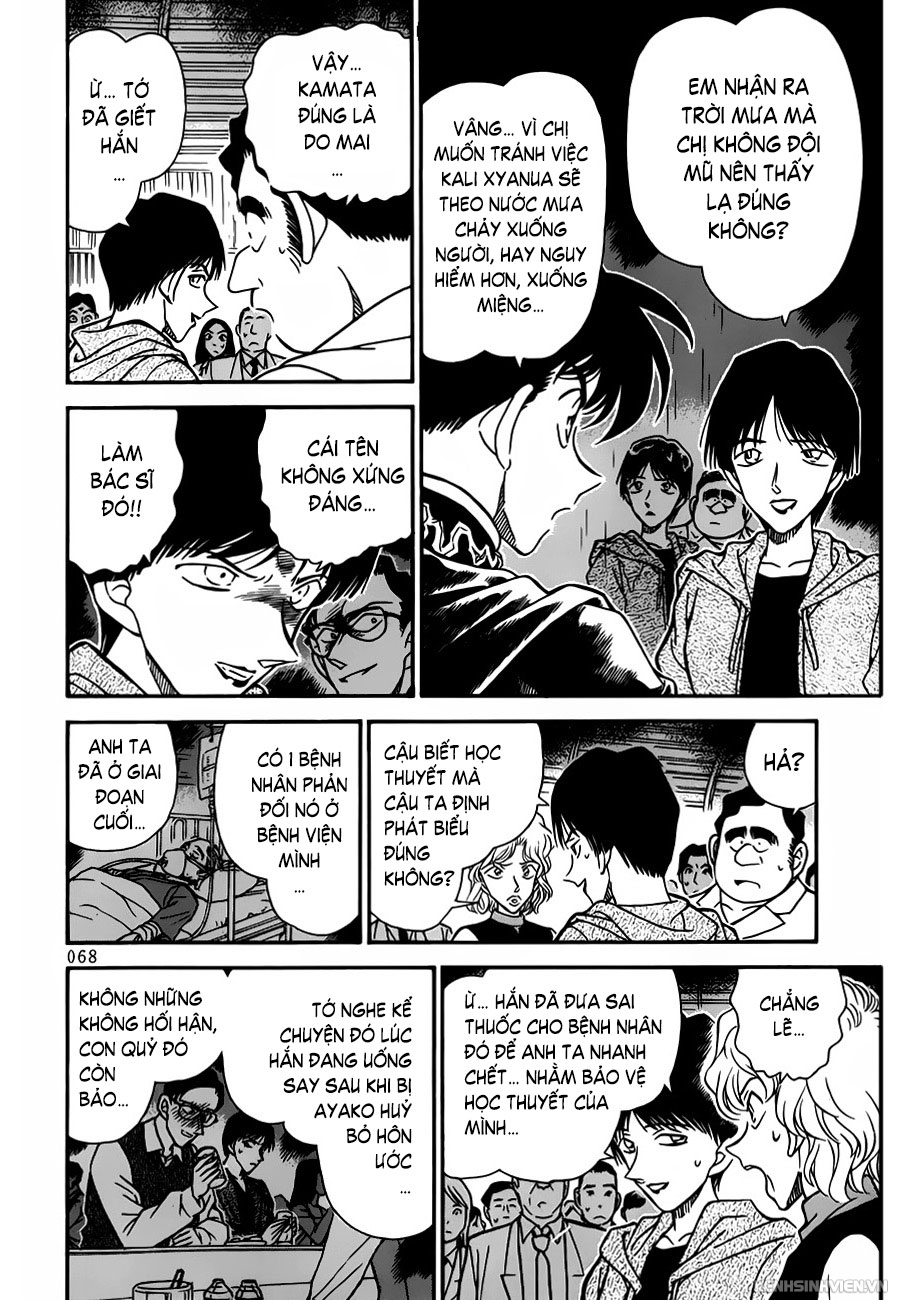 EM NHẬN RA
TRỜI MƯA MÀ
CHỊ KHÔNG ĐỘI
MŨ NÊN THẤY
LẠ ĐÚNG
KHÔNG?
VÂNG... VÌ CHỊ
MUỐN TRÁNH VIỆC
KALI XYANUA SẼ
THEO NƯỚC MƯA
CHẢY XUỐNG
NGƯỜI, HAY NGUY
HIỂM HƠN, XUỐNG
MIỆNG...
VẬY...
KAMATA
ĐÚNG LÀ
DO MAI
...
Ừ... TỚ
ĐÃ GIẾT
HẮN
...
CÁI TÊN
KHÔNG XỨNG
ĐÁNG...
LÀM
BÁC SĨ
ĐÓ!!
HẢ?
CẬU BIẾT HỌC
THUYẾT MÀ
CẬU TA ĐỊNH
PHÁT BIỂU
ĐÚNG
KHÔNG?
CÓ 1 BỆNH
NHÂN PHẢN
ĐỐI NÓ Ở
BỆNH VIỆN
MÌNH
...
ANH TA
ĐÃ Ở GIAI
ĐOẠN
CUỐI...
068
CHẲNG
LẼ...
Ừ... HẮN ĐÃ ĐƯA SAI
THUỐC CHO BỆNH NHÂN
ĐÓ ĐỂ ANH TA NHANH
CHẾT... NHẰM BẢO VỆ
HỌC THUYẾT CỦA
MÌNH...
TỚ NGHE KỂ
CHUYỆN ĐÓ LÚC
HẮN ĐANG UỐNG
SAY SAU KHI BỊ
AYAKO HUỶ
BỎ HÔN
ƯỚC
...
KHÔNG NHỮNG
KHÔNG HỐI HẬN,
CON QUỶ ĐÓ
CÒN
BẢO...
KENHSINHVIEN.VN